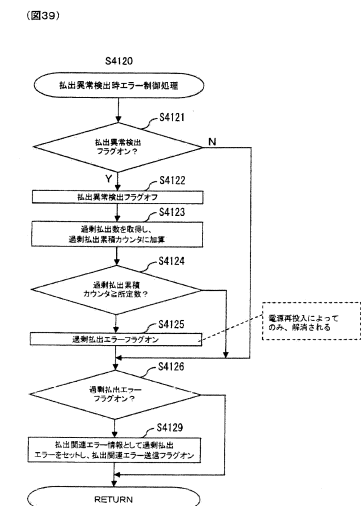 (図39)
S4120
払出異常検出時エラー制御処理
S4121
払出異常検出
フラグオン？
N
Y
S4122
払出異常検出フラグオフ
S4123
過剰払出数を取得し、
過剰払出累積カウンタに加算
S4124
過剰払出累積
カウンタ≧所定数？
電源再投入によって
のみ、解消される
S4125
過剰払出エラーフラグオン
S4126
過剰払出エラー
フラグオン？
S4129
払出関連エラー情報として過剰払出
エラーをセットし、払出関連エラー送信フラグオン
RETURN